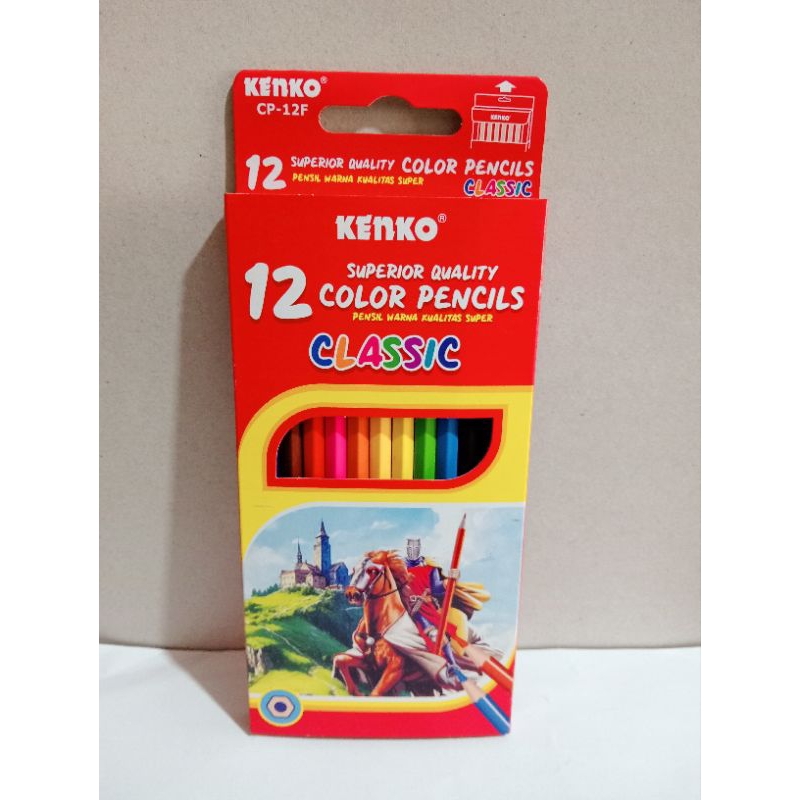 KENKO®
CP-12F
KENKO
12 SUPERIOR QUALITY COLOR PENCILS
PENSIL WARNA KUALITAS SUPER
CLASSIC
KENKO®
12 SUPERIOR QUALITY
COLOR PENCILS
PENSIL WARNA KUALITAS SUPER
CLASSIC